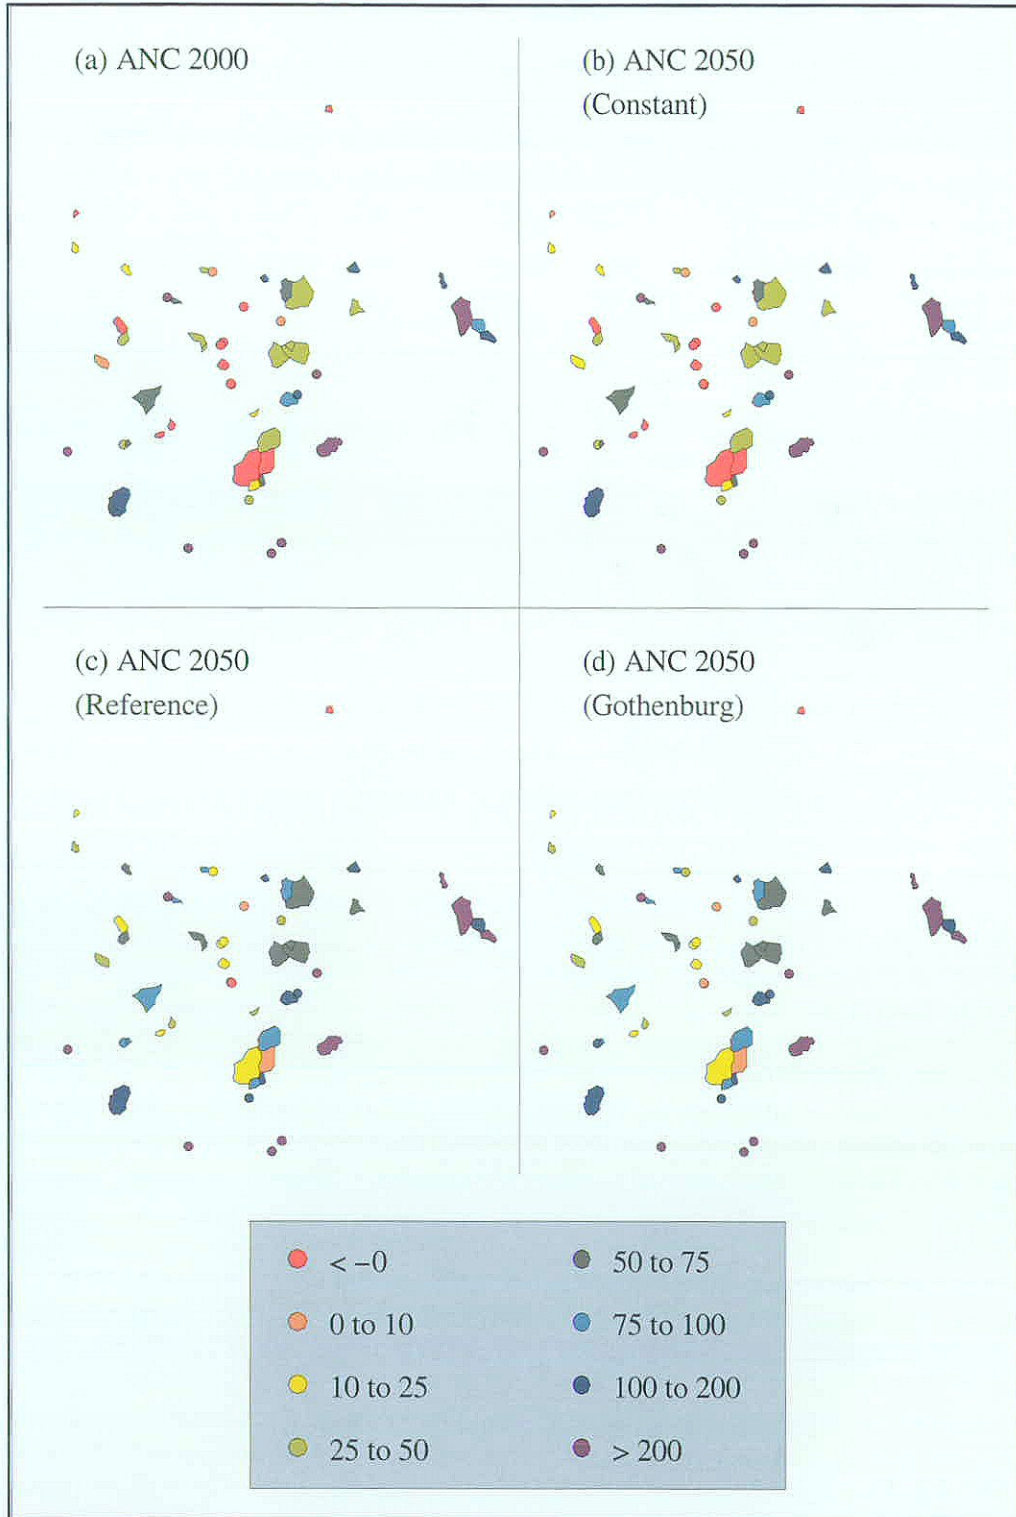 (a) ANC 2000
(b) ANC 2050
(Constant)
(c) ANC 2050
(Reference)
(d) ANC 2050
(Gothenburg)
< –0
0 to 10
10 to 25
25 to 50
50 to 75
75 to 100
100 to 200
> 200